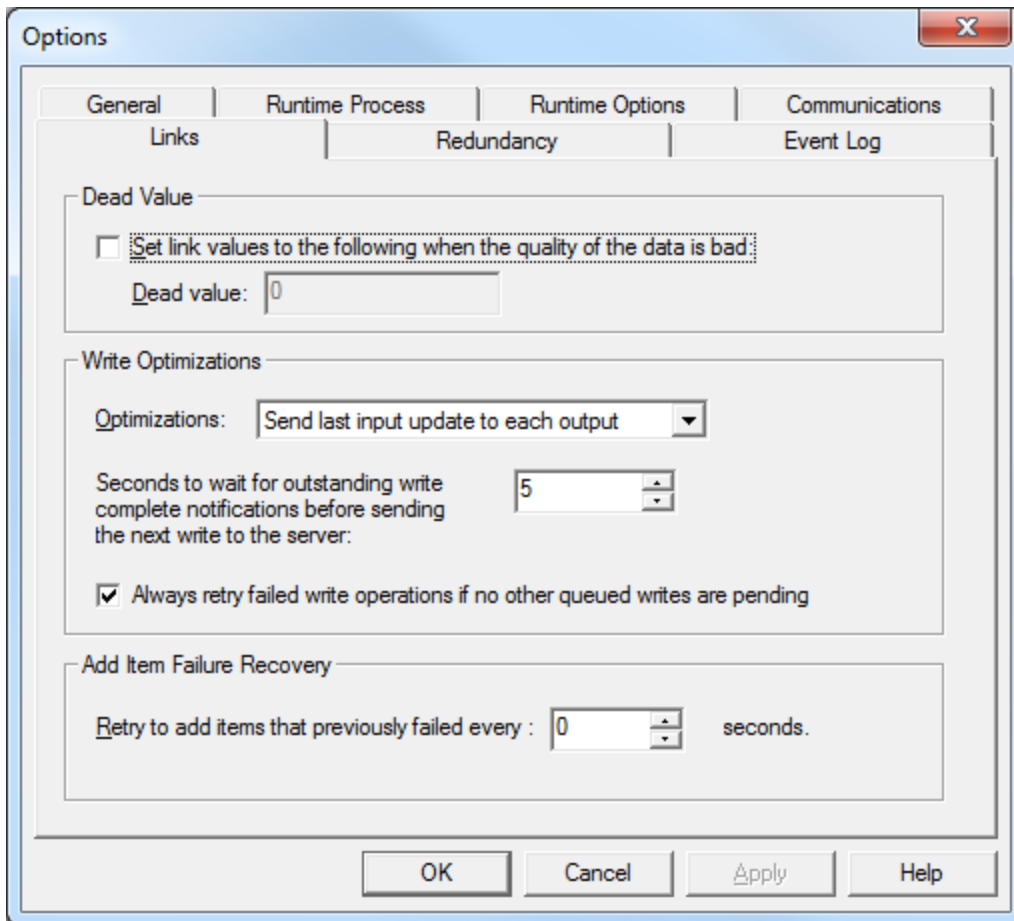 Options
General
Runtime Process
Runtime Options
Communications
Links
Redundancy
Event Log
Dead Value
Set link values to the following when the quality of the data is bad:
Dead value: 0
Write Optimizations
Optimizations: Send last input update to each output
Seconds to wait for outstanding write
complete notifications before sending
the next write to the server:
5
Always retry failed write operations if no other queued writes are pending
Add Item Failure Recovery
Retry to add items that previously failed every : 0 seconds.
OK
Cancel
Apply
Help